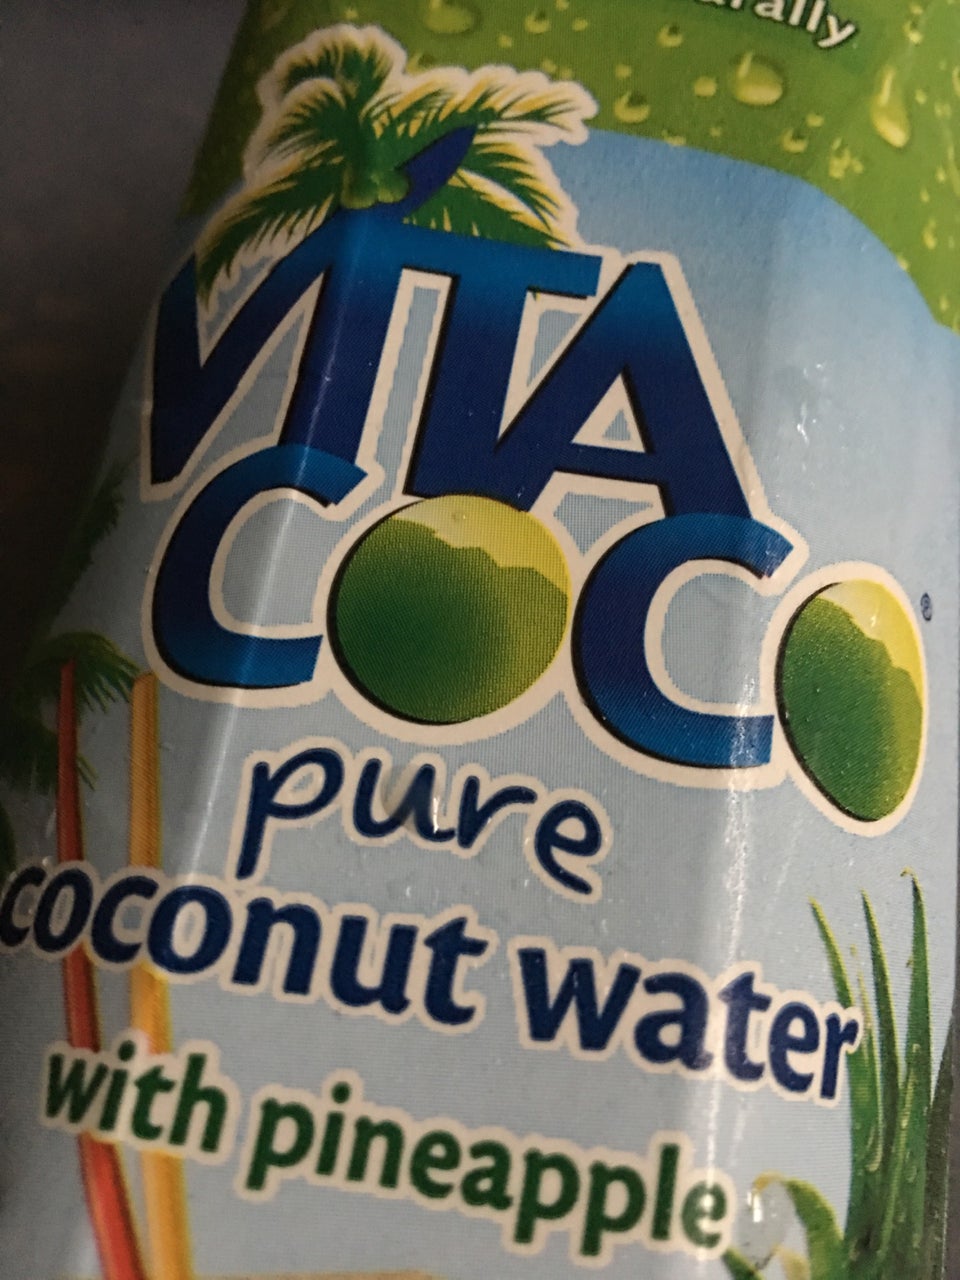 VITA
COCO®
pure
coconut water
with pineapple